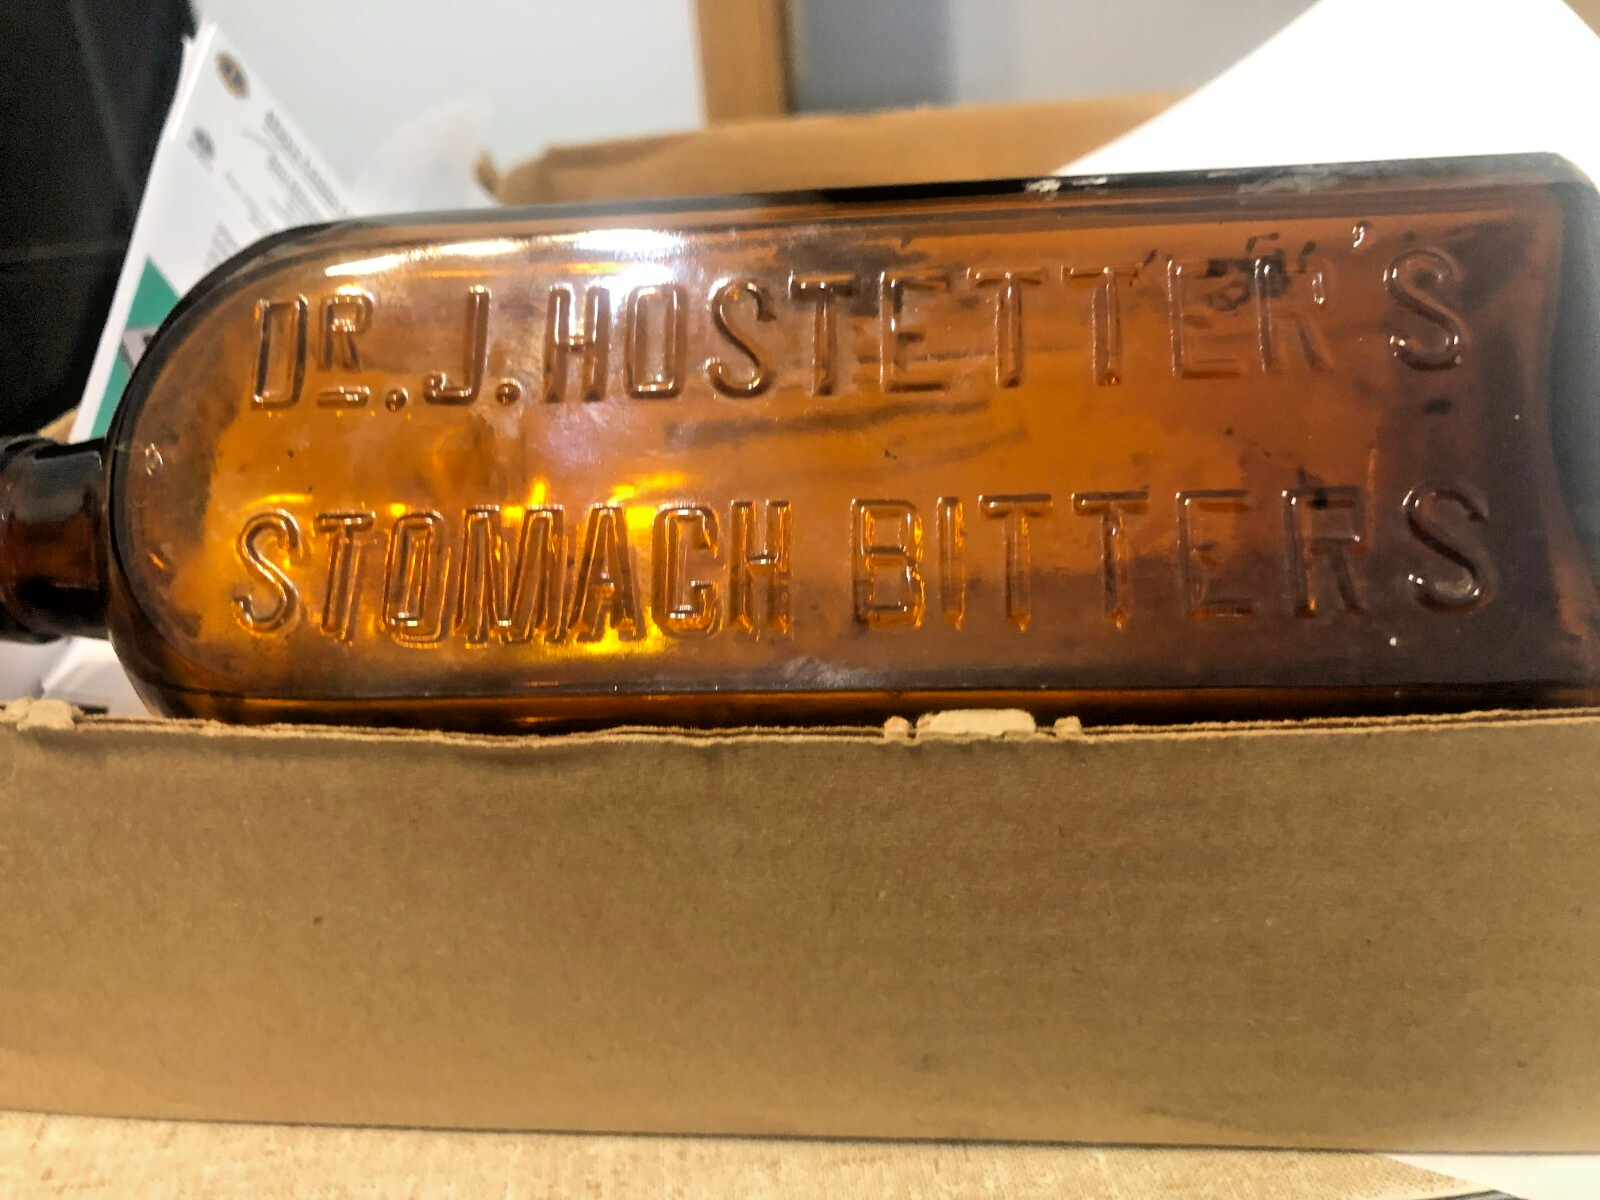 DR. J. HOSTETTER'S
STOMACH BITTERS